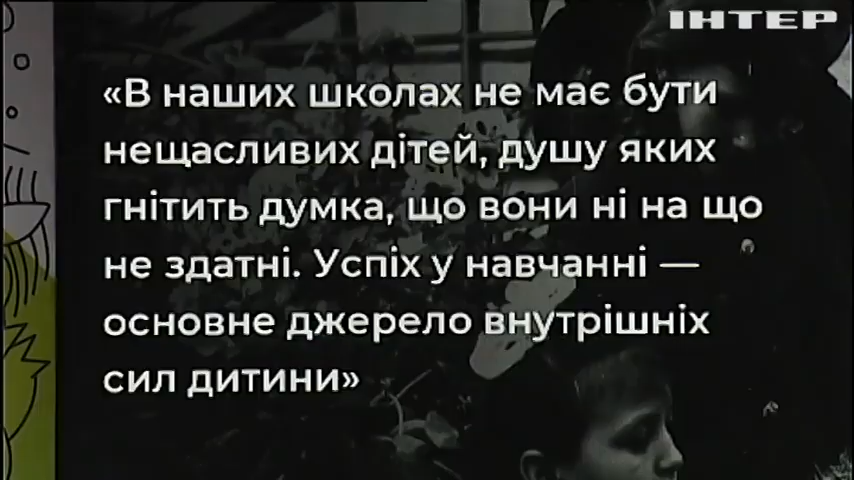 ІНТЕР
«В наших школах не має бути
нещасливих дітей, душу яких
гнітить думка, що вони ні на що
не здатні. Успіх у навчанні —
основне джерело внутрішніх
сил дитини»